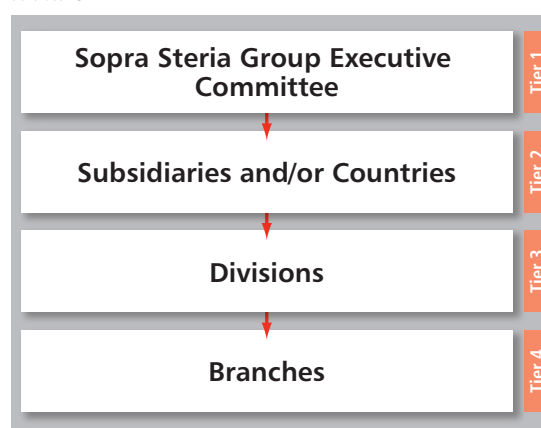 Sopra Steria Group Executive
Committee
Tier 1
Subsidiaries and/or Countries
Tier 2
Divisions
Tier 3
Branches
Tier 4